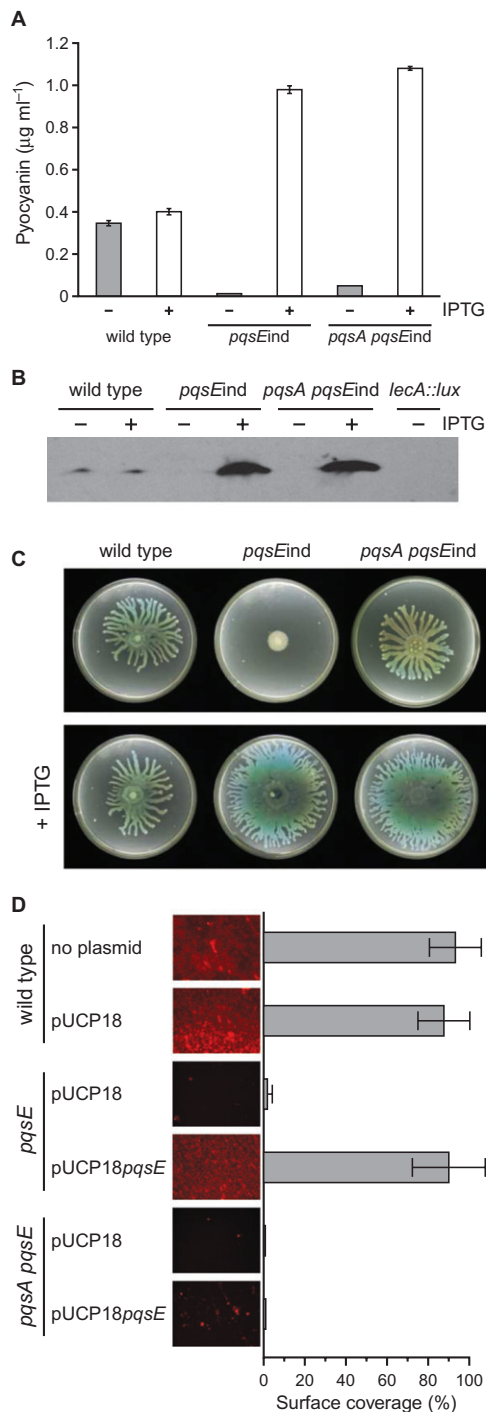 A
Pyocyanin (µg ml⁻¹)
1.2
1.0
0.8
0.6
0.4
0.2
0
− + − + − + IPTG
wild type pqsEind pqsA pqsEind
B
wild type pqsEind pqsA pqsEind lecA::lux
− + − + − + − IPTG
C
wild type pqsEind pqsA pqsEind
+ IPTG
D
wild type
no plasmid
pUCP18
pqsE
pUCP18
pUCP18pqsE
pqsA pqsE
pUCP18
pUCP18pqsE
0 20 40 60 80 100
Surface coverage (%)